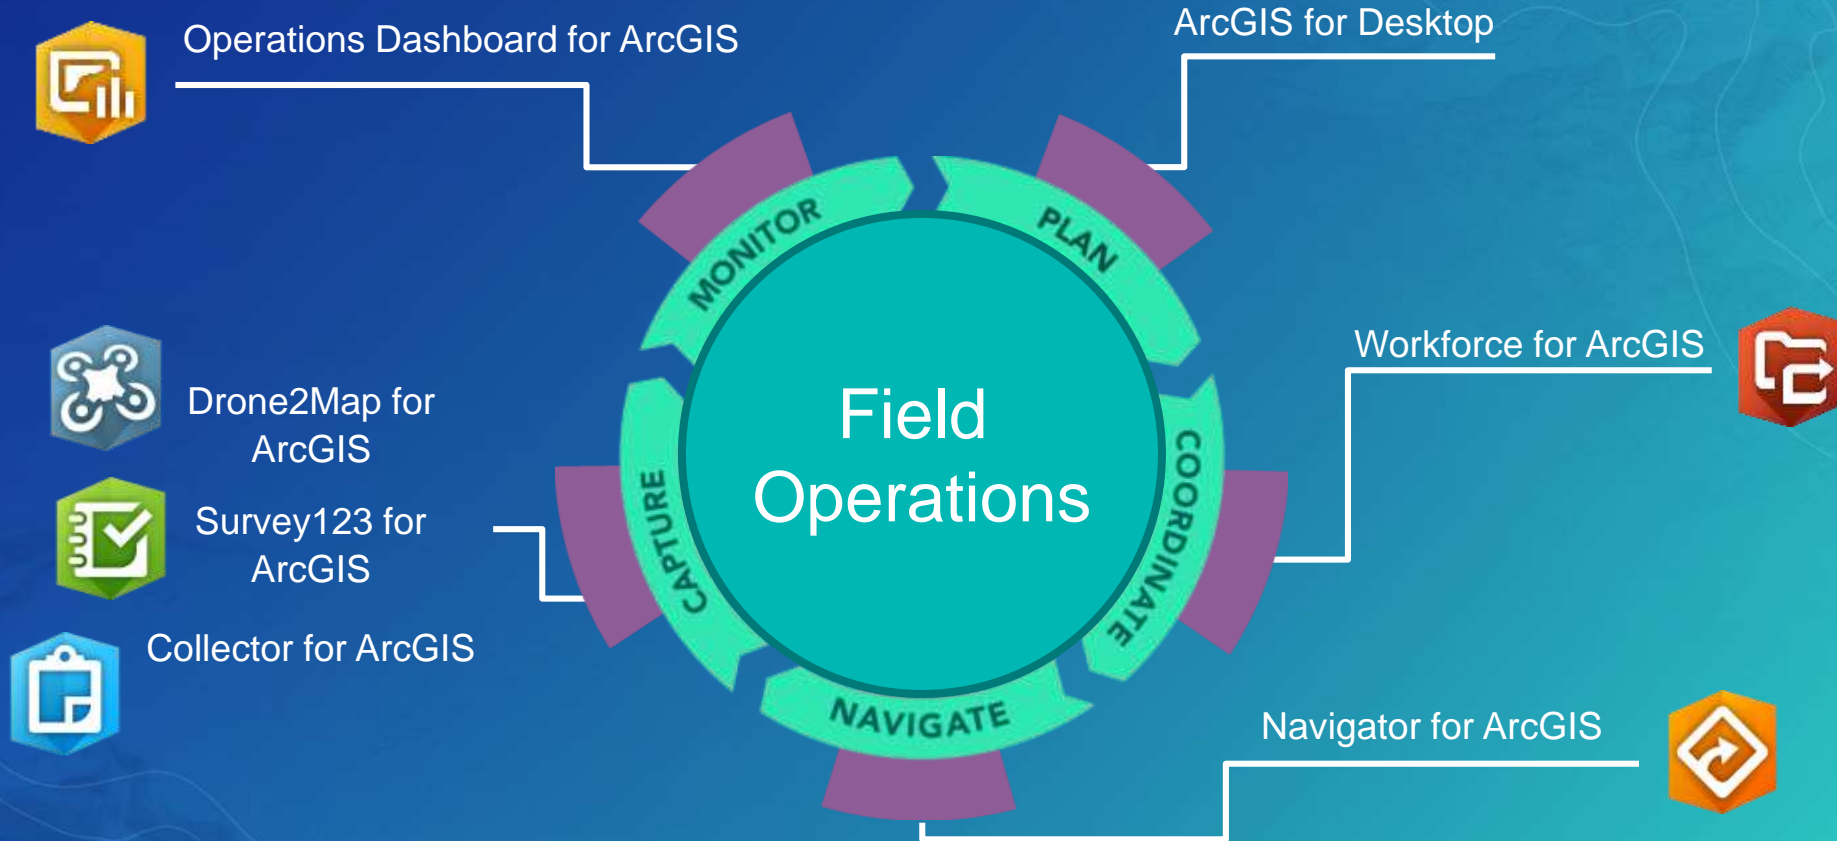 Operations Dashboard for ArcGIS
ArcGIS for Desktop
MONITOR
PLAN
Workforce for ArcGIS
Drone2Map for
ArcGIS
Field
Operations
COORDINATE
CAPTURE
Survey123 for
ArcGIS
Collector for ArcGIS
NAVIGATE
Navigator for ArcGIS